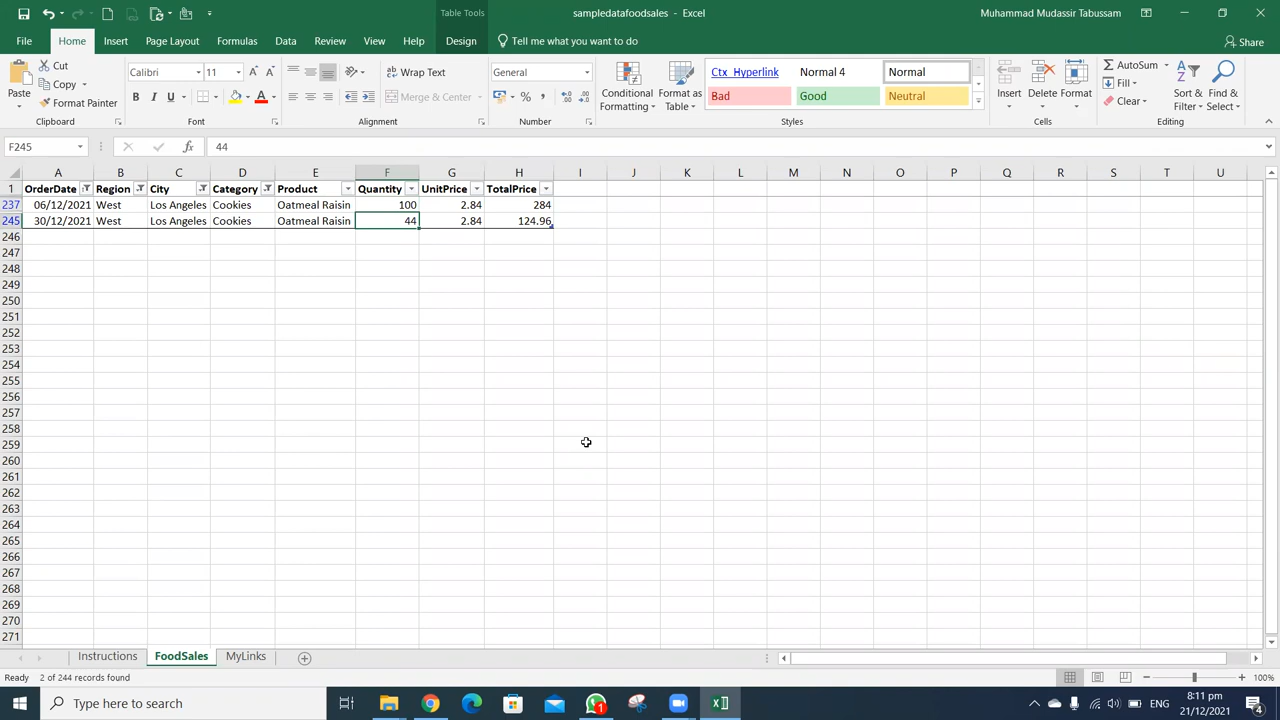 Table Tools
sampledatafoodsales - Excel
Muhammad Mudassir Tabussam
File Home Insert Page Layout Formulas Data Review View Help Design Tell me what you want to do Share
Paste
Cut
Copy
Format Painter
Clipboard
Calibri 11
B I U
Font
Wrap Text
Merge & Center
Alignment
General
%
Number
Conditional Formatting
Format as Table
Ctx_Hyperlink Normal 4 Normal
Bad Good Neutral
Styles
Insert Delete Format
Cells
AutoSum
Fill
Clear
Sort & Filter
Find & Select
Editing
F245 fx 44
A B C D E F G H I J K L M N O P Q R S T U
1 OrderDate Region City Category Product Quantity UnitPrice TotalPrice
237 06/12/2021 West Los Angeles Cookies Oatmeal Raisin 100 2.84 284
245 30/12/2021 West Los Angeles Cookies Oatmeal Raisin 44 2.84 124.96
246
247
248
249
250
251
252
253
254
255
256
257
258
259
260
261
262
263
264
265
266
267
268
269
270
271
Instructions FoodSales MyLinks
Ready 2 of 244 records found 100%
Type here to search
1
ENG
8:11 pm
21/12/2021
4